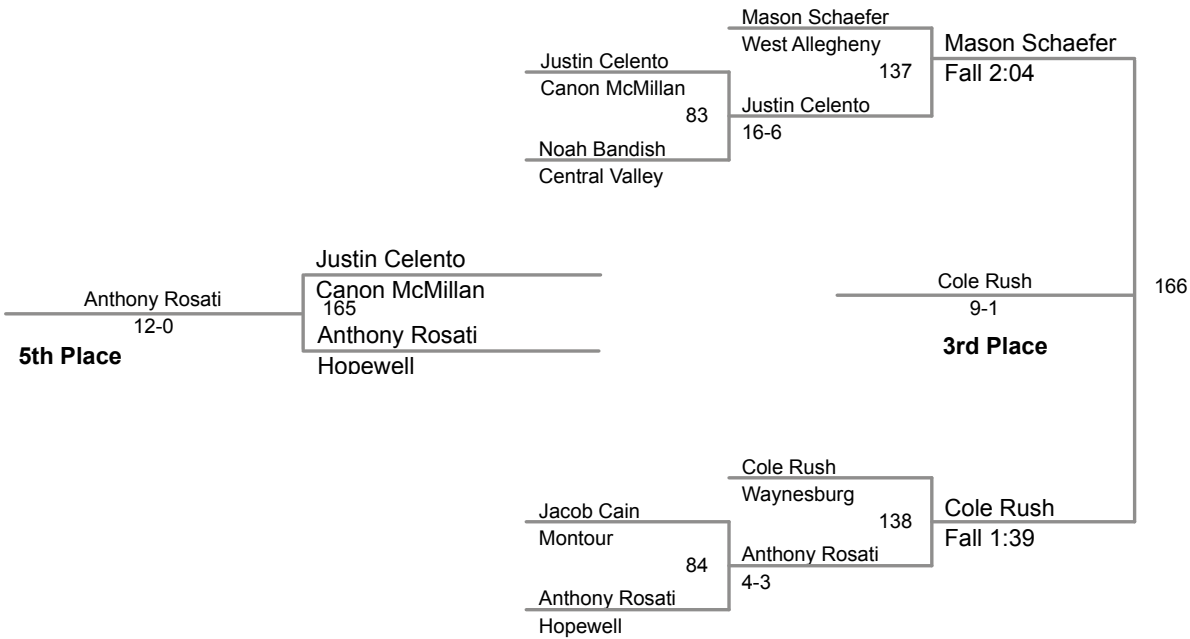 Mason Schaefer
West Allegheny
137
Mason Schaefer
Fall 2:04
Justin Celento
Canon McMillan
83
Justin Celento
16-6
Noah Bandish
Central Valley
Justin Celento
Canon McMillan
165
Anthony Rosati
Hopewell
Anthony Rosati
12-0
5th Place
Cole Rush
9-1
3rd Place
166
Cole Rush
Waynesburg
138
Cole Rush
Fall 1:39
Jacob Cain
Montour
84
Anthony Rosati
4-3
Anthony Rosati
Hopewell